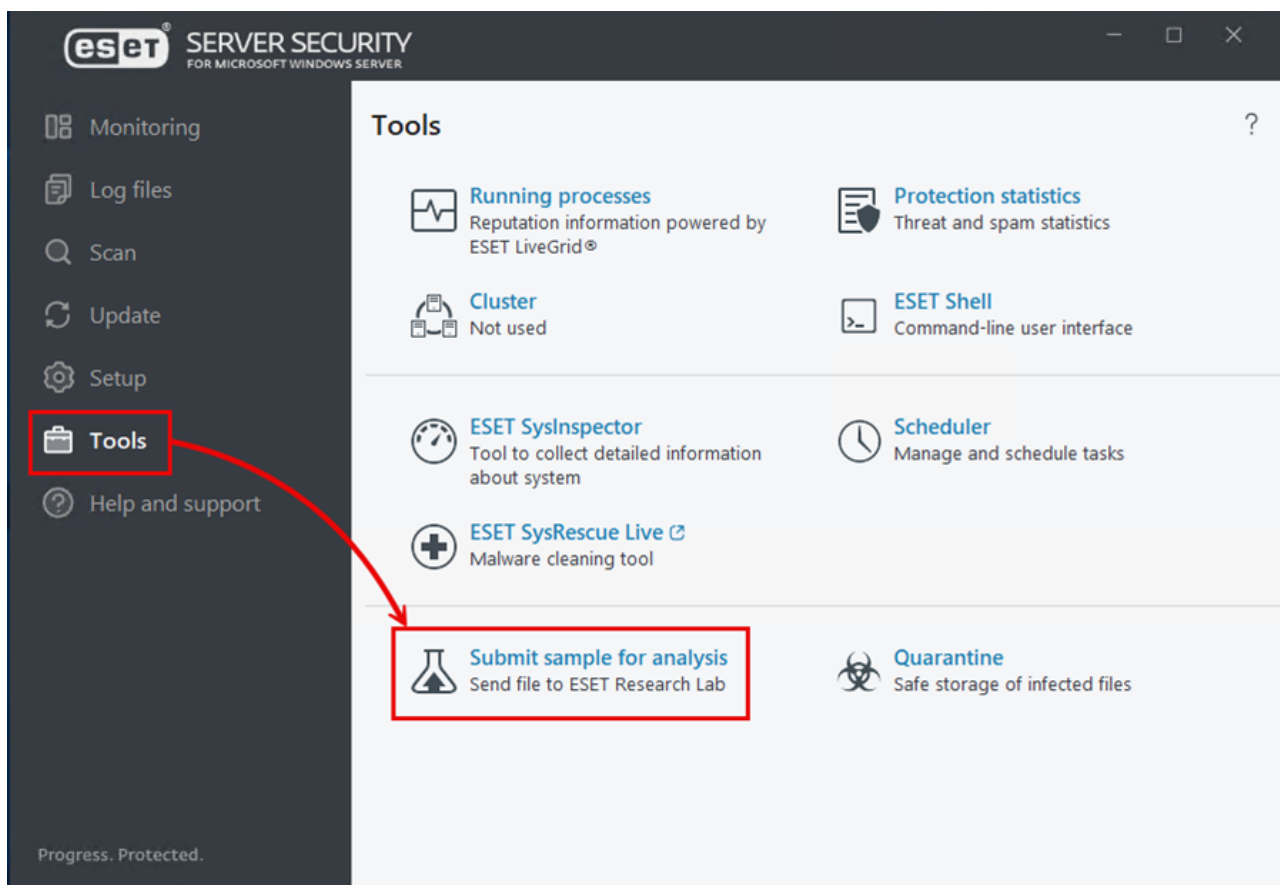 eseT® SERVER SECURITY
FOR MICROSOFT WINDOWS SERVER
Monitoring
Log files
Scan
Update
Setup
Tools
Help and support
Progress. Protected.
Tools
?
Running processes
Reputation information powered by
ESET LiveGrid®
Protection statistics
Threat and spam statistics
Cluster
Not used
ESET Shell
Command-line user interface
ESET SysInspector
Tool to collect detailed information
about system
Scheduler
Manage and schedule tasks
ESET SysRescue Live
Malware cleaning tool
Submit sample for analysis
Send file to ESET Research Lab
Quarantine
Safe storage of infected files